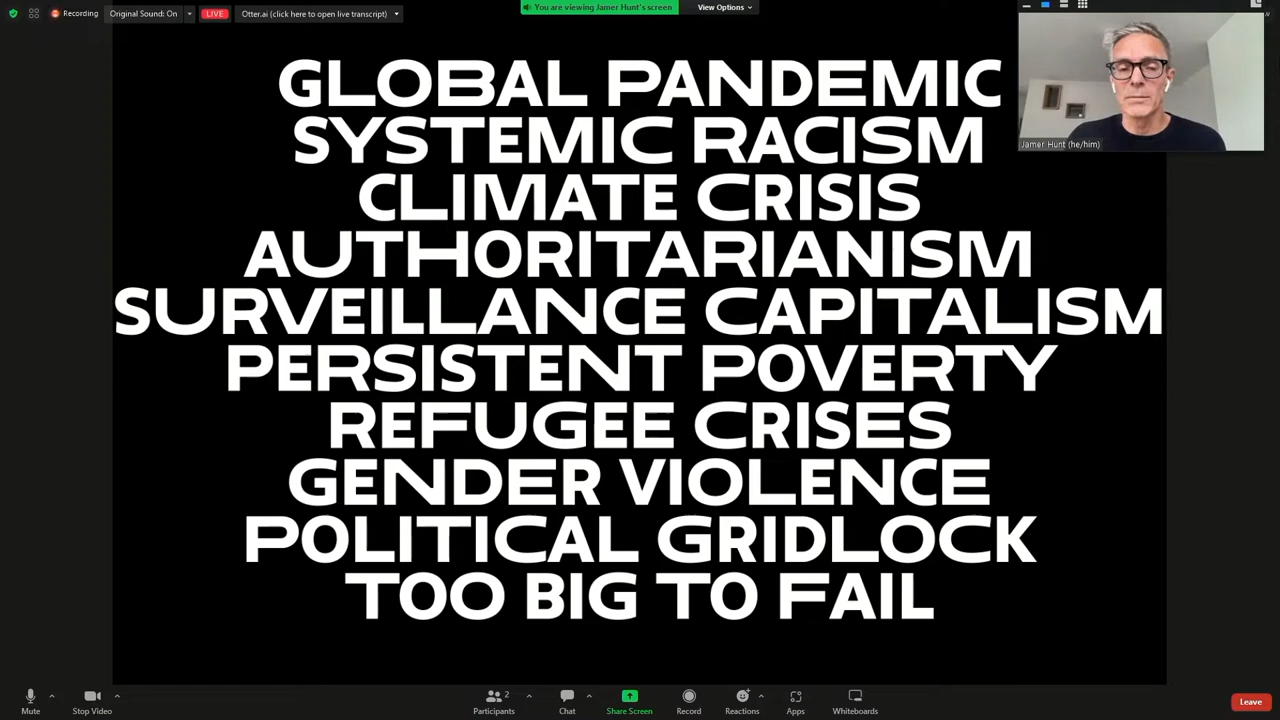 Recording
Original Sound: On
LIVE
Otter.ai (click here to open live transcript)
You are viewing Jamer Hunt's screen
View Options
GLOBAL PANDEMIC
SYSTEMIC RACISM
CLIMATE CRISIS
AUTHORITARIANISM
SURVEILLANCE CAPITALISM
PERSISTENT POVERTY
REFUGEE CRISES
GENDER VIOLENCE
POLITICAL GRIDLOCK
TOO BIG TO FAIL
Jamer Hunt (he/him)
Mute
Stop Video
2
Participants
Chat
Share Screen
Record
Reactions
Apps
Whiteboards
Leave